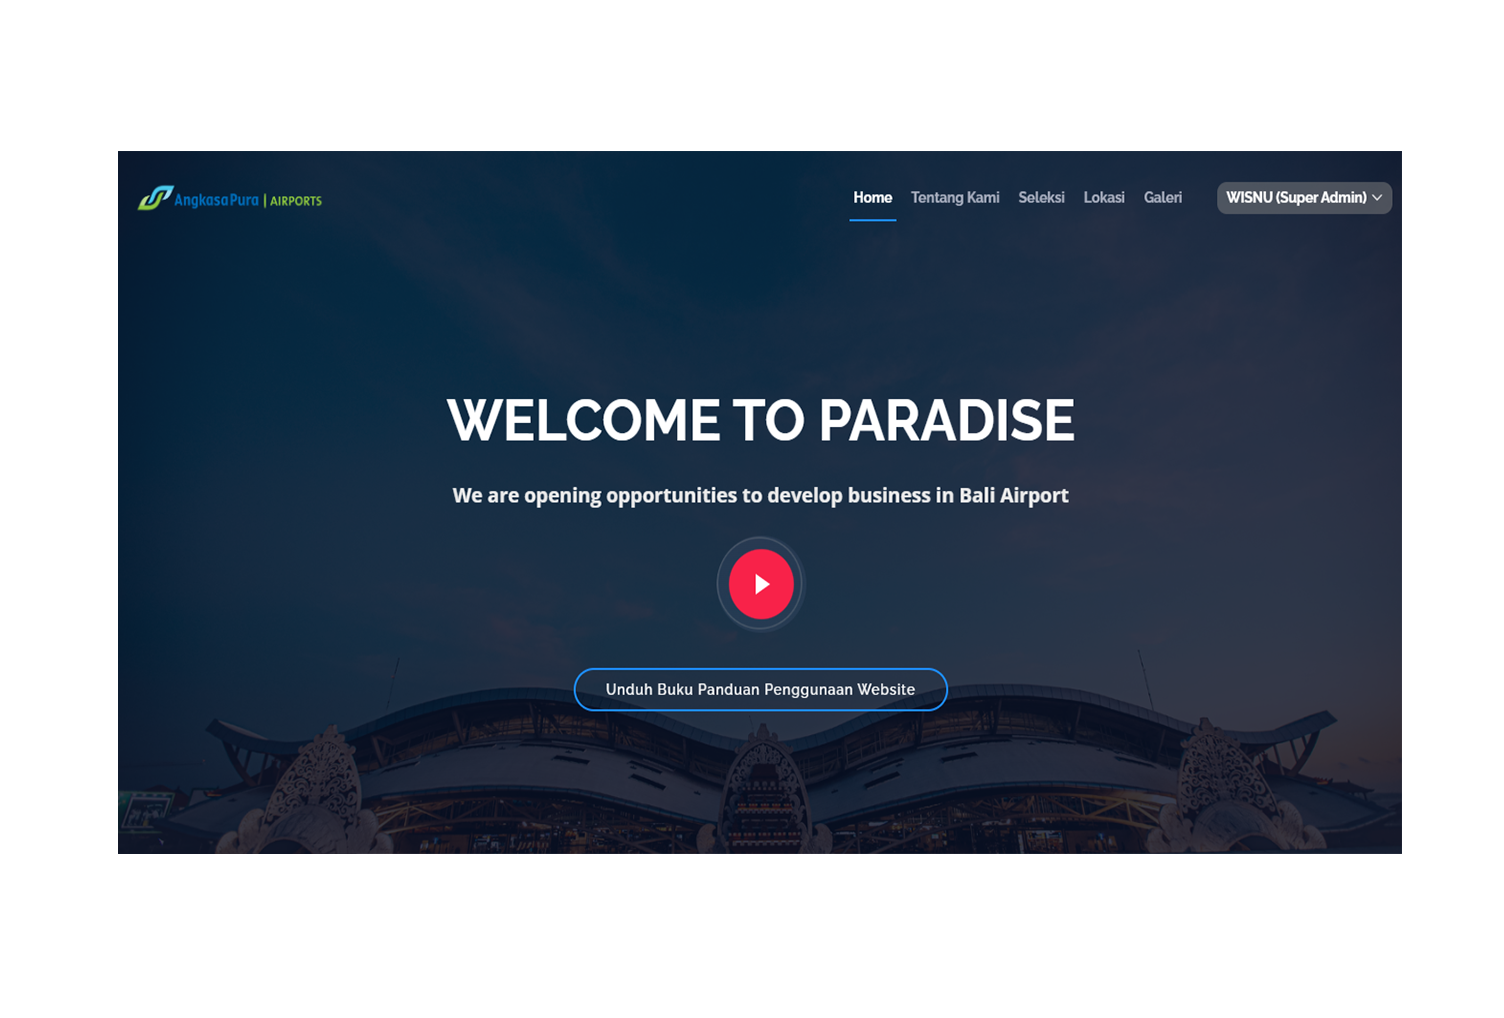 AngkasaPura | AIRPORTS
Home Tentang Kami Seleksi Lokasi Galeri WISNU (Super Admin)
WELCOME TO PARADISE
We are opening opportunities to develop business in Bali Airport
Unduh Buku Panduan Penggunaan Website